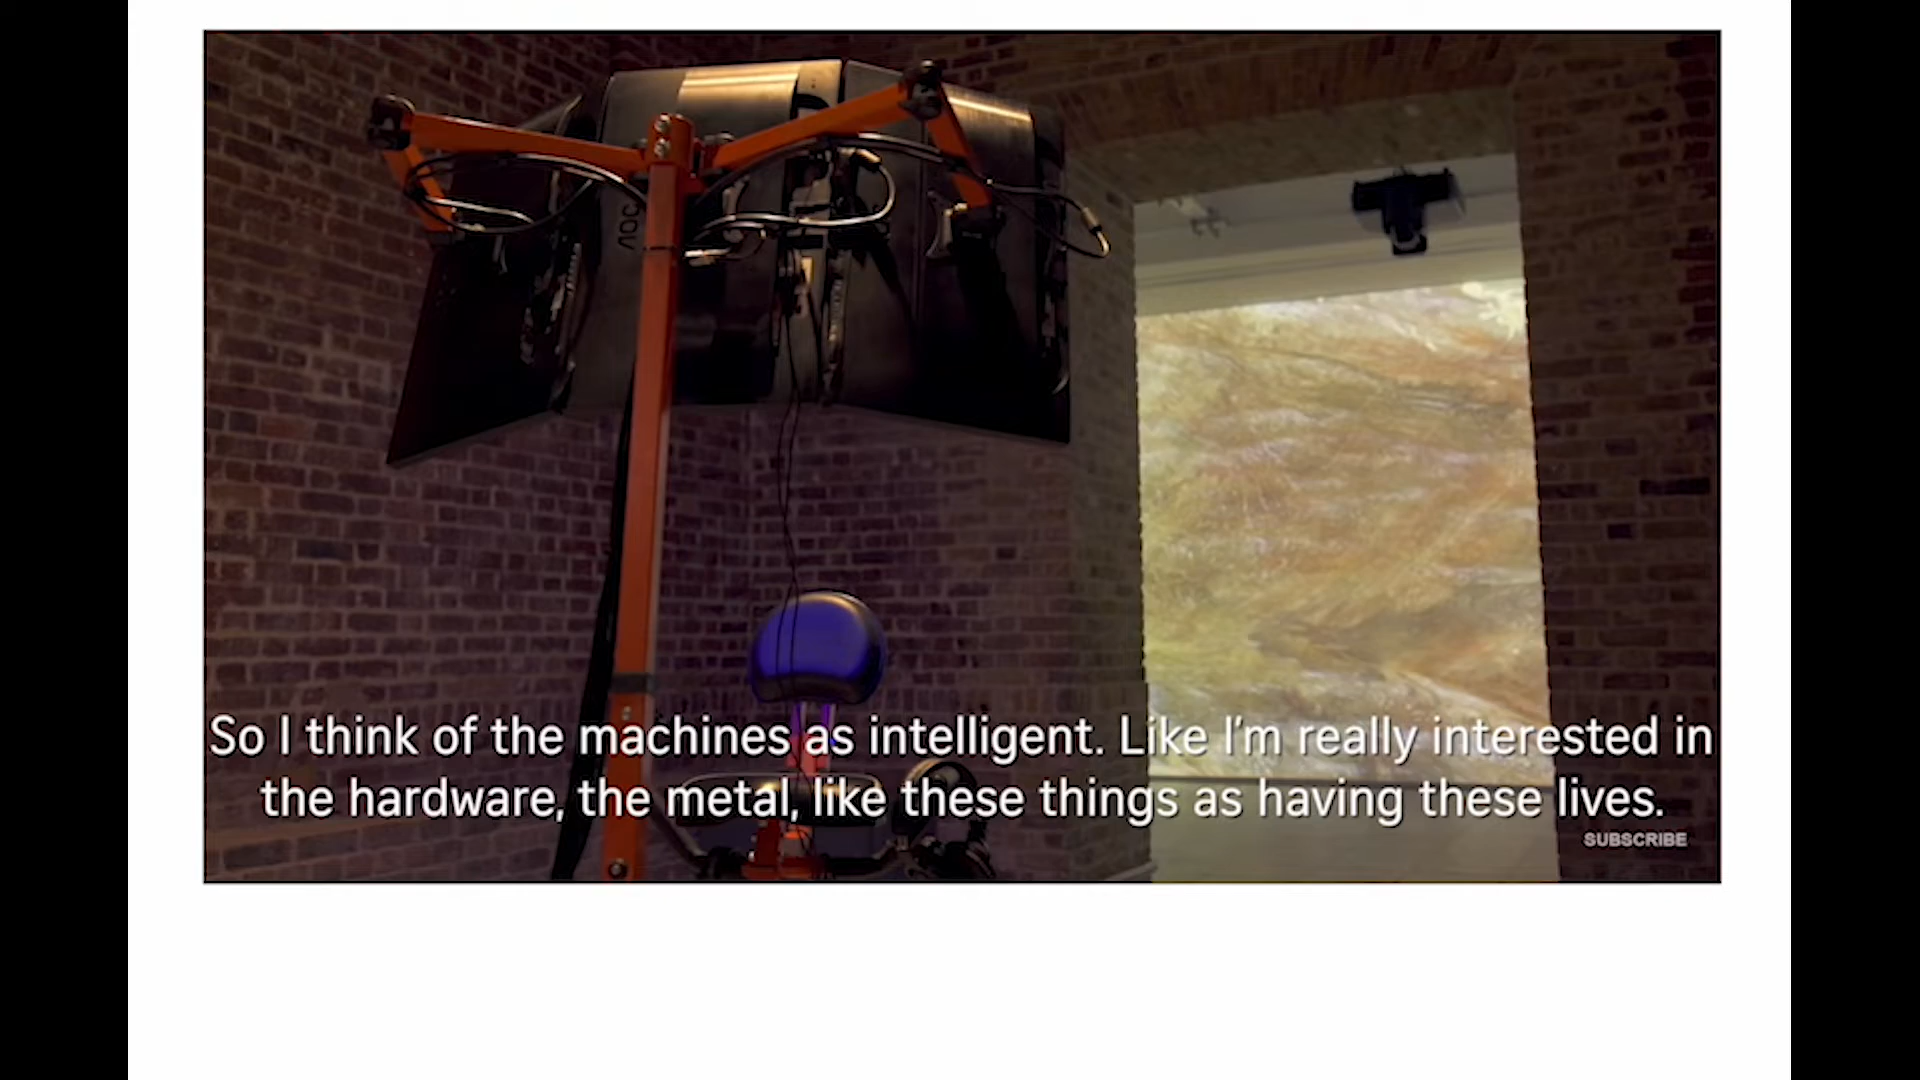 AOC
So I think of the machines as intelligent. Like I'm really interested in
the hardware, the metal, like these things as having these lives.
SUBSCRIBE